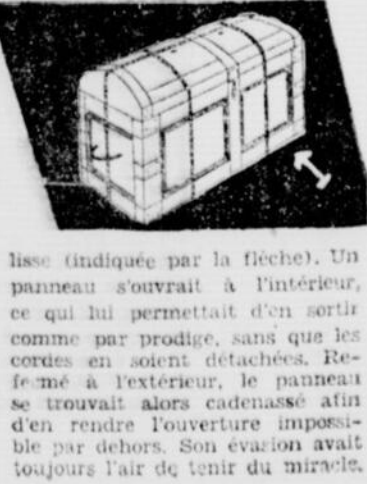 lisse (indiquée par la flèche). Un
panneau s'ouvrait à l'intérieur,
ce qui lui permettait d'en sortir
comme par prodige, sans que les
cordes en soient détachées. Re-
fermé à l'extérieur, le panneau
se trouvait alors cadenassé afin
d'en rendre l'ouverture impossi-
ble par dehors. Son évasion avait
toujours l'air de tenir du miracle.